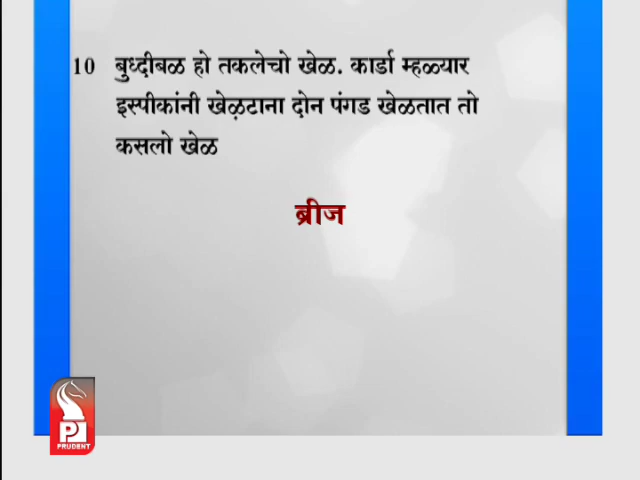 10 बुध्दीबळ हो तकलेचो खेळ. कार्डा म्हळ्यार
इस्पीकांनी खेळटाना दोन पंगड खेळतात तो
कसलो खेळ
ब्रीज
PRUDENT